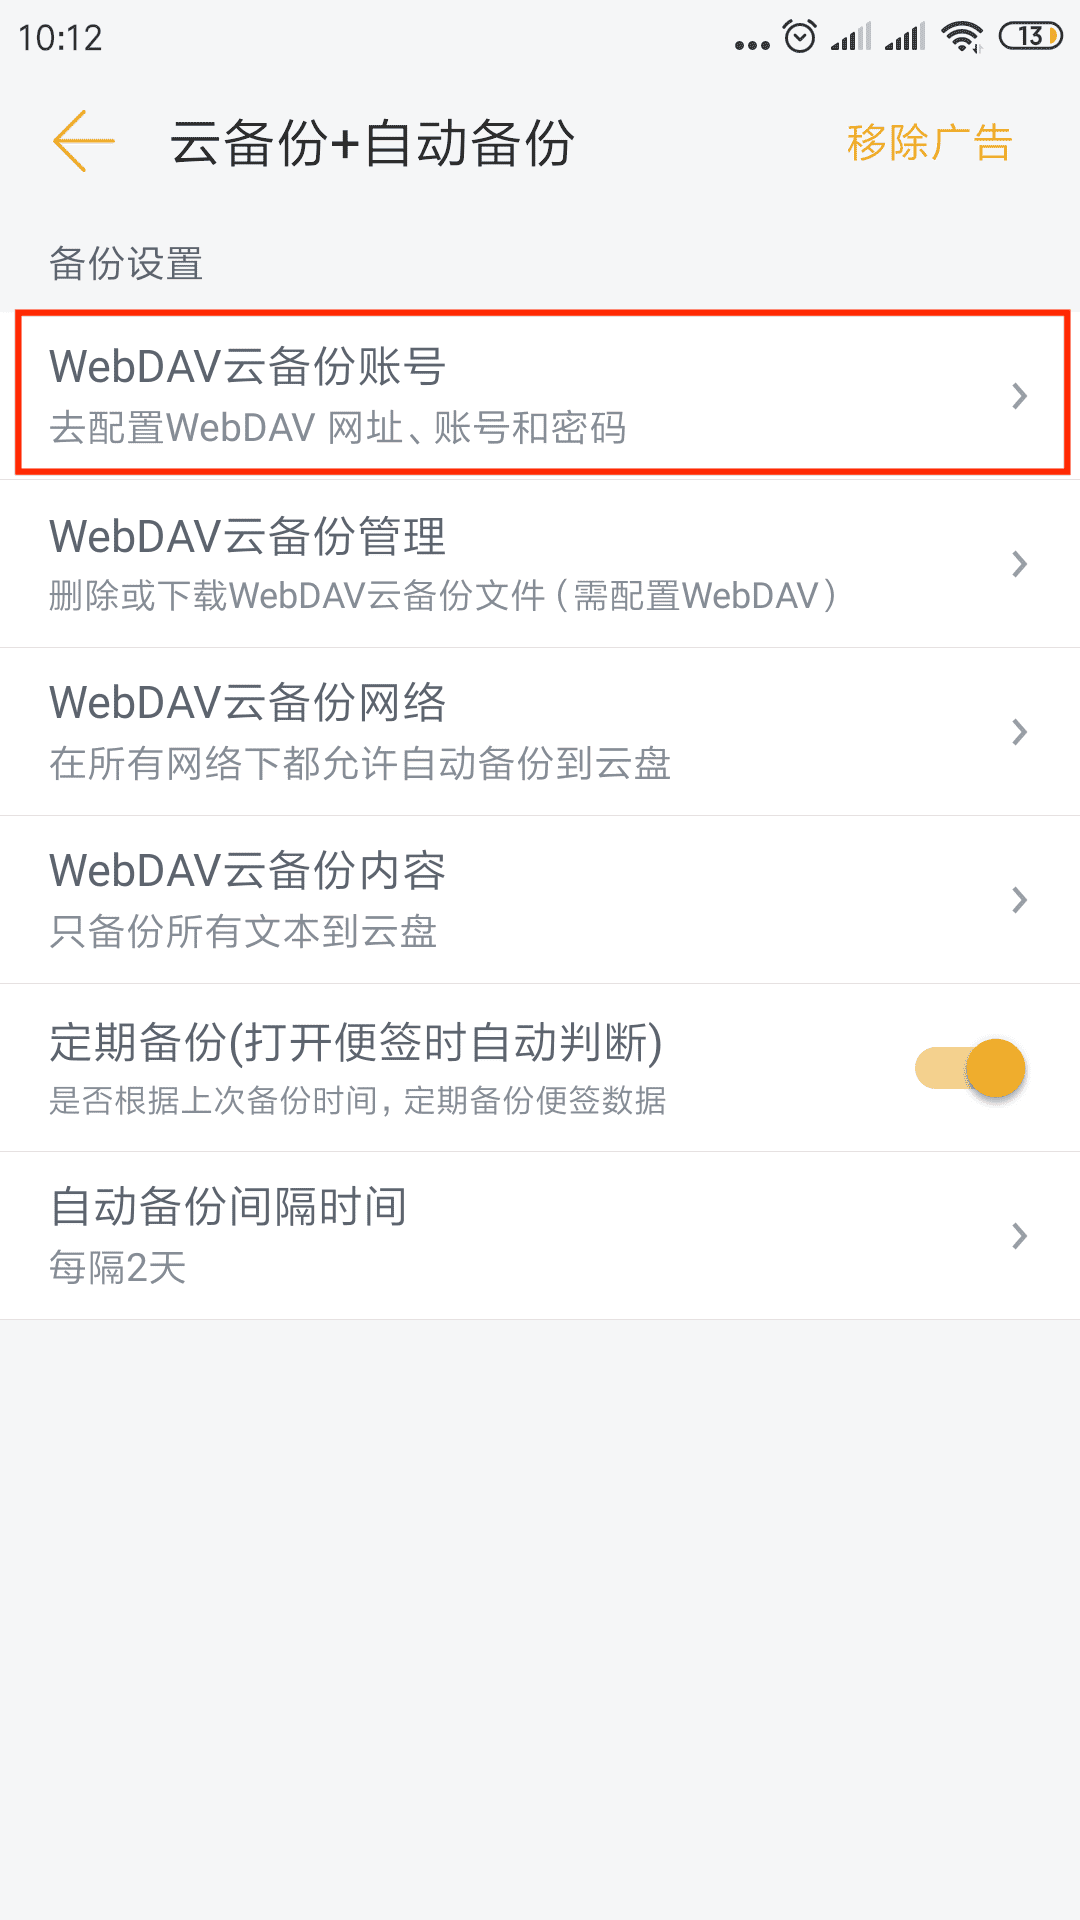 10:12
13
云备份+自动备份
移除广告
备份设置
WebDAV云备份账号
去配置WebDAV 网址、账号和密码
WebDAV云备份管理
删除或下载WebDAV云备份文件（需配置WebDAV）
WebDAV云备份网络
在所有网络下都允许自动备份到云盘
WebDAV云备份内容
只备份所有文本到云盘
定期备份(打开便签时自动判断)
是否根据上次备份时间，定期备份便签数据
自动备份间隔时间
每隔2天